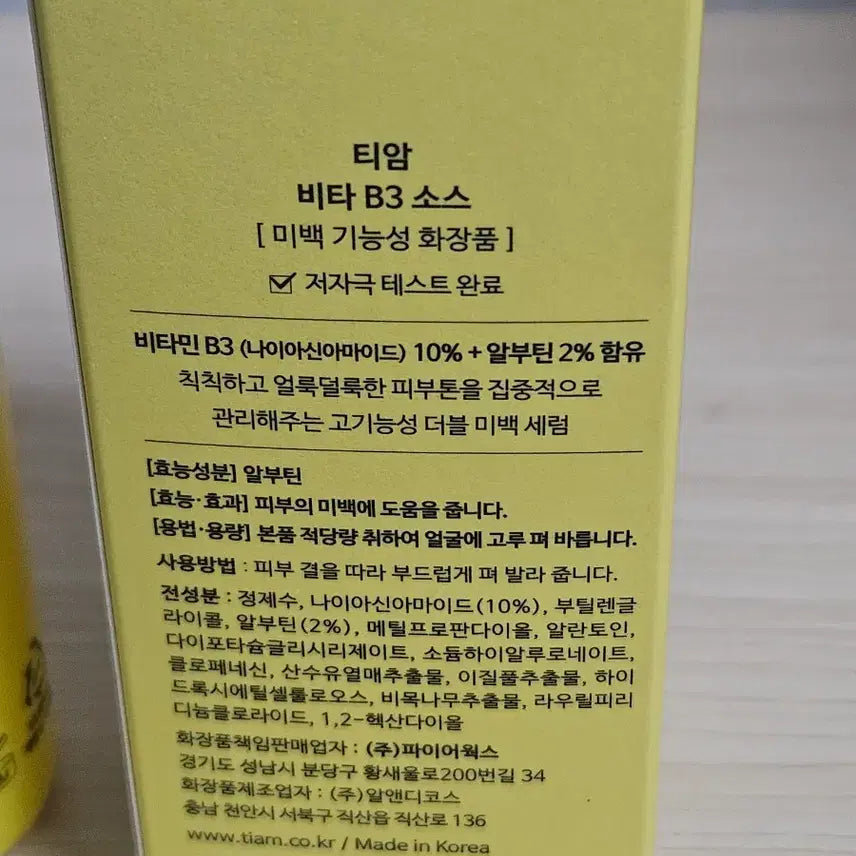 티암
비타 B3 소스
[ 미백 기능성 화장품 ]
저자극 테스트 완료
비타민 B3 (나이아신아마이드) 10% + 알부틴 2% 함유
칙칙하고 얼룩덜룩한 피부톤을 집중적으로
관리해주는 고기능성 더블 미백 세럼
[효능성분] 알부틴
[효능·효과] 피부의 미백에 도움을 줍니다.
[용법·용량] 본품 적당량 취하여 얼굴에 고루 펴 바릅니다.
사용방법 : 피부 결을 따라 부드럽게 펴 발라 줍니다.
전성분 : 정제수, 나이아신아마이드(10%), 부틸렌글
라이콜, 알부틴(2%), 메틸프로판다이올, 알란토인,
다이포타슘글리시리제이트, 소듐하이알루로네이트,
클로페네신, 산수유열매추출물, 이질풀추출물, 하이
드록시에틸셀룰로오스, 비목나무추출물, 라우릴피리
디늄클로라이드, 1,2-헥산다이올
화장품책임판매업자 : (주)파이어웍스
경기도 성남시 분당구 황새울로200번길 34
화장품제조업자 : (주)알앤디코스
충남 천안시 서북구 직산읍 직산로 136
www.tiam.co.kr / Made in Korea